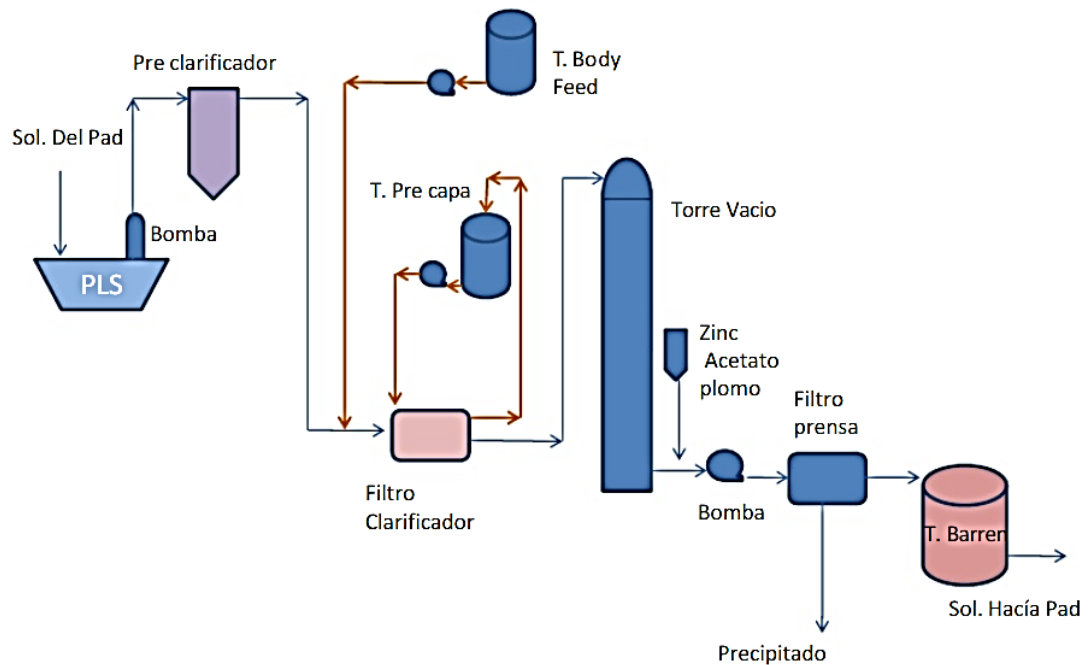 Pre clarificador
T. Body
Feed
Sol. Del Pad
T. Pre capa
Torre Vacio
Bomba
PLS
Zinc
Acetato
plomo
Filtro
prensa
Filtro
Clarificador
Bomba
T. Barren
Sol. Hacía Pad
Precipitado